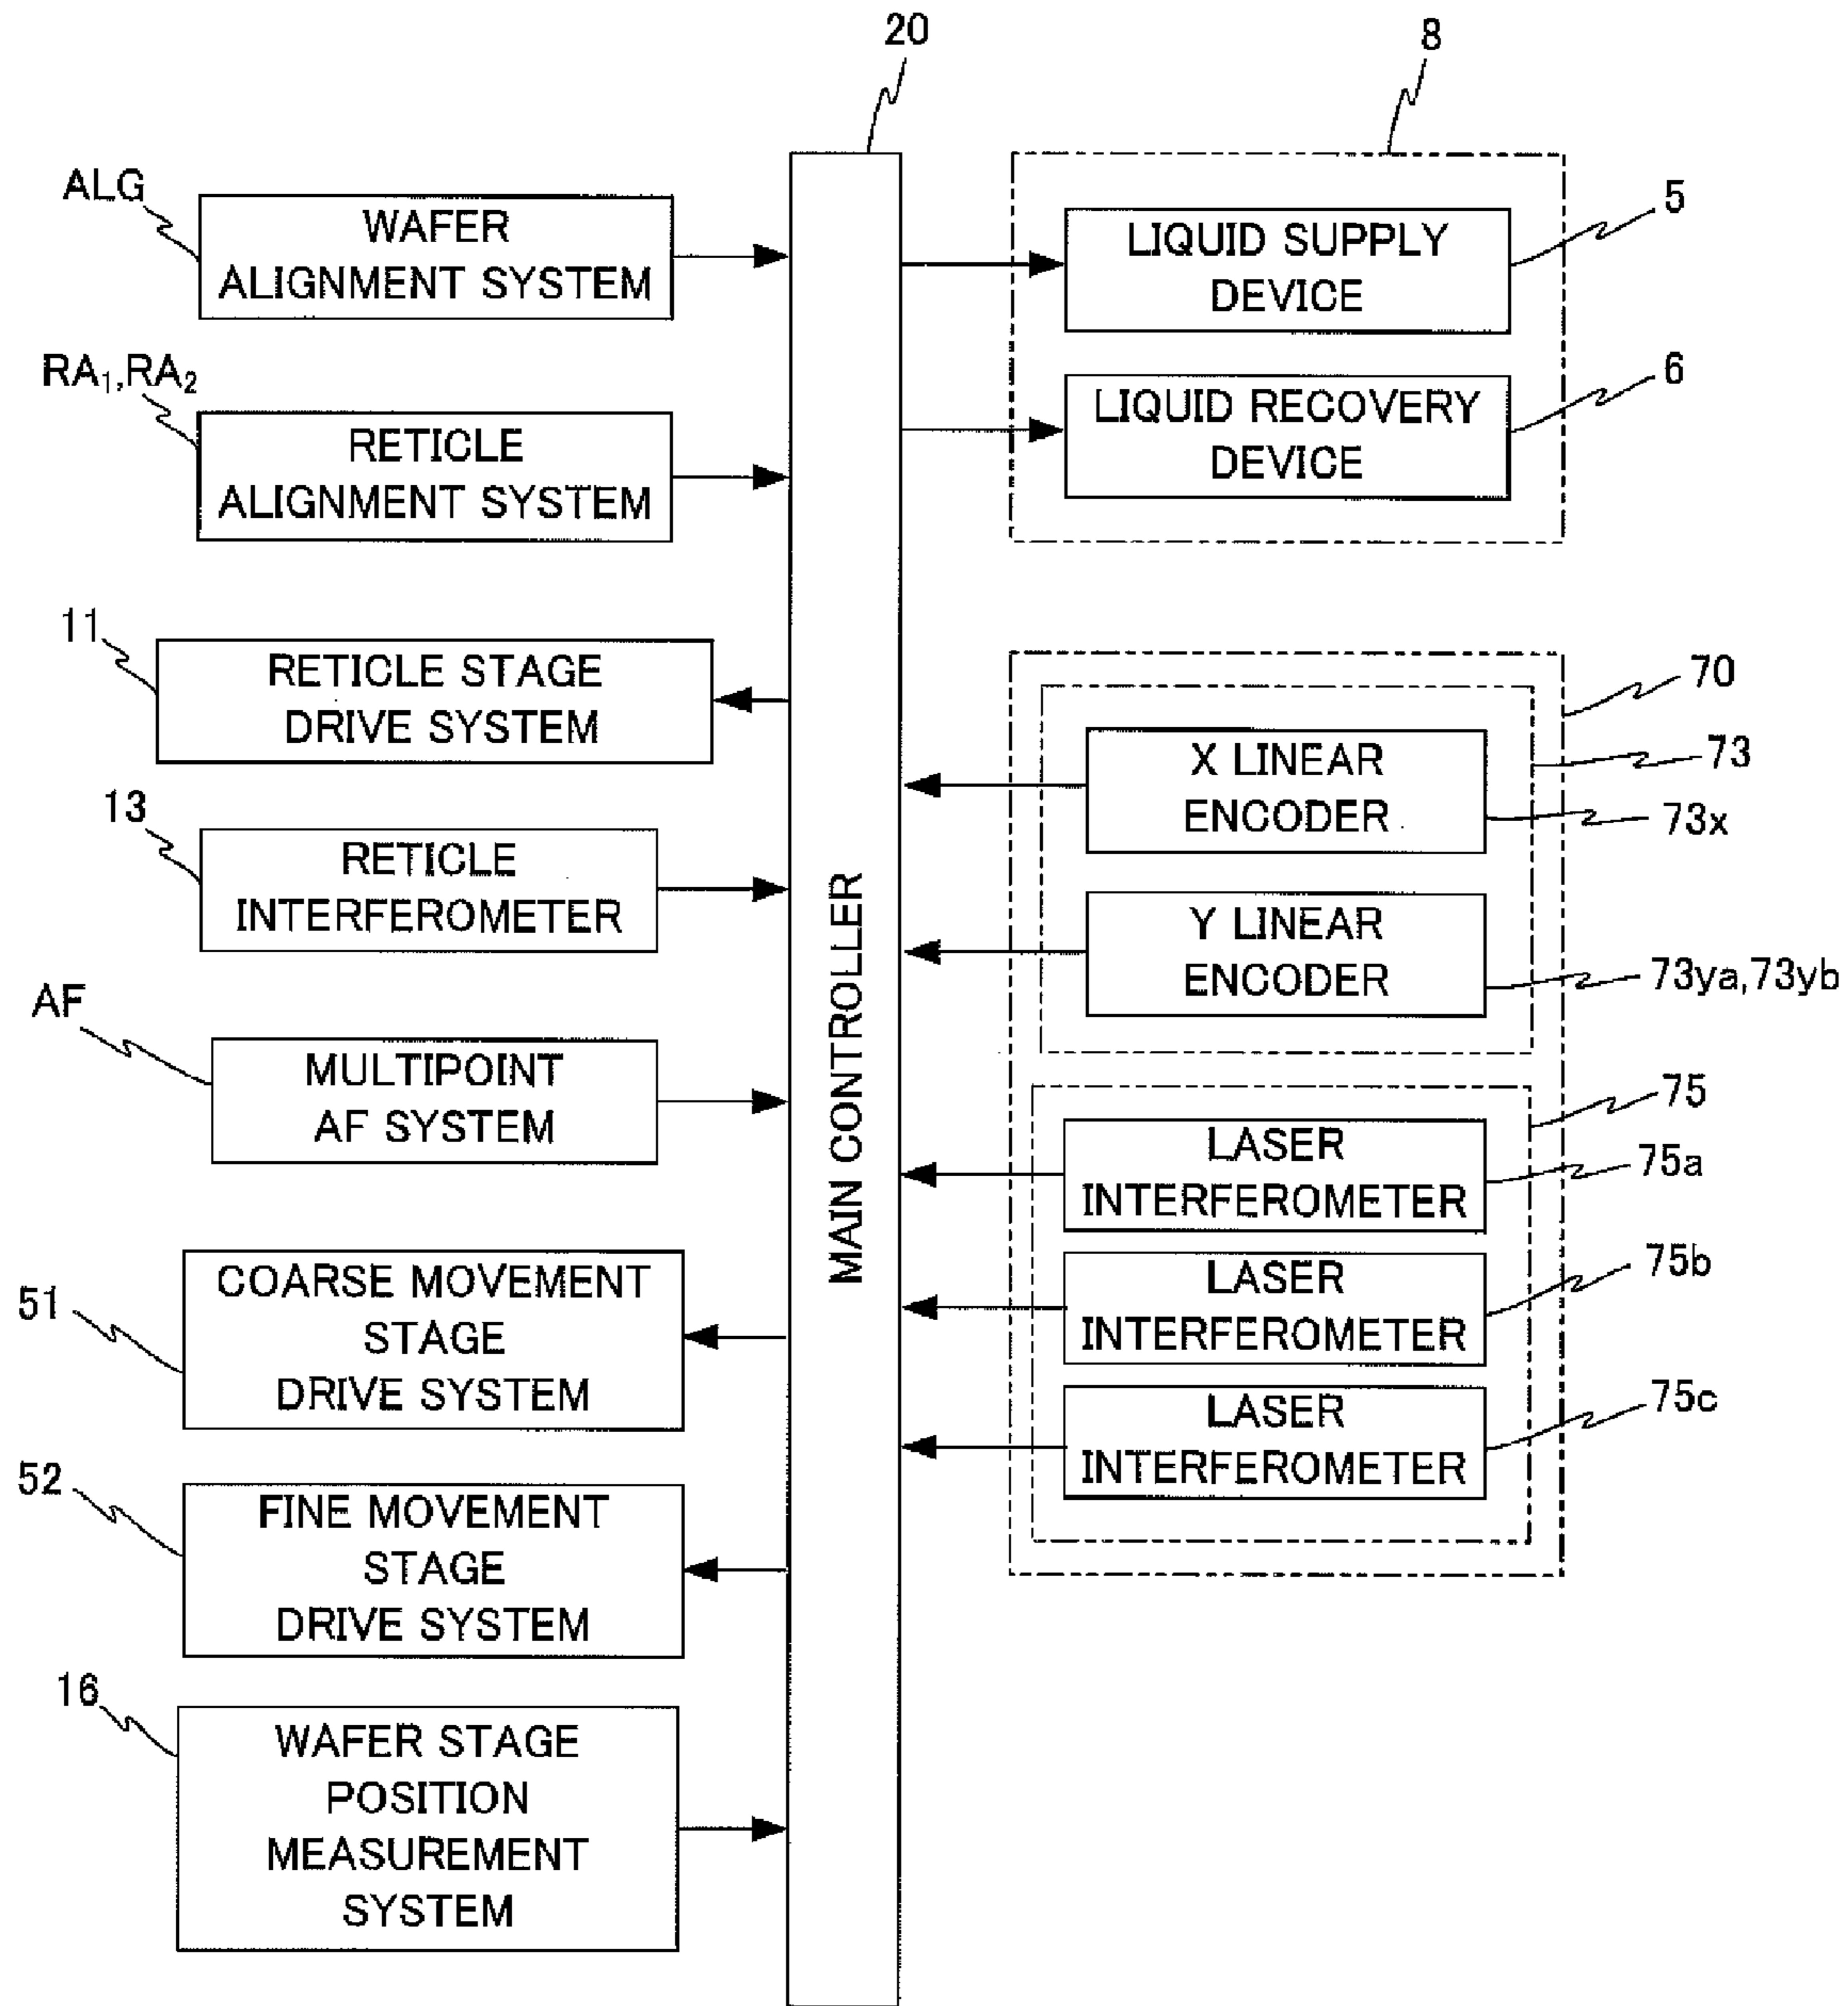 20
8
ALG
WAFER
ALIGNMENT SYSTEM
RA1,RA2
RETICLE
ALIGNMENT SYSTEM
11
RETICLE STAGE
DRIVE SYSTEM
13
RETICLE
INTERFEROMETER
AF
MULTIPOINT
AF SYSTEM
51
COARSE MOVEMENT
STAGE
DRIVE SYSTEM
52
FINE MOVEMENT
STAGE
DRIVE SYSTEM
16
WAFER STAGE
POSITION
MEASUREMENT
SYSTEM
MAIN CONTROLLER
LIQUID SUPPLY
DEVICE
5
LIQUID RECOVERY
DEVICE
6
70
73
X LINEAR
ENCODER
73x
Y LINEAR
ENCODER
73ya,73yb
75
LASER
INTERFEROMETER
75a
LASER
INTERFEROMETER
75b
LASER
INTERFEROMETER
75c